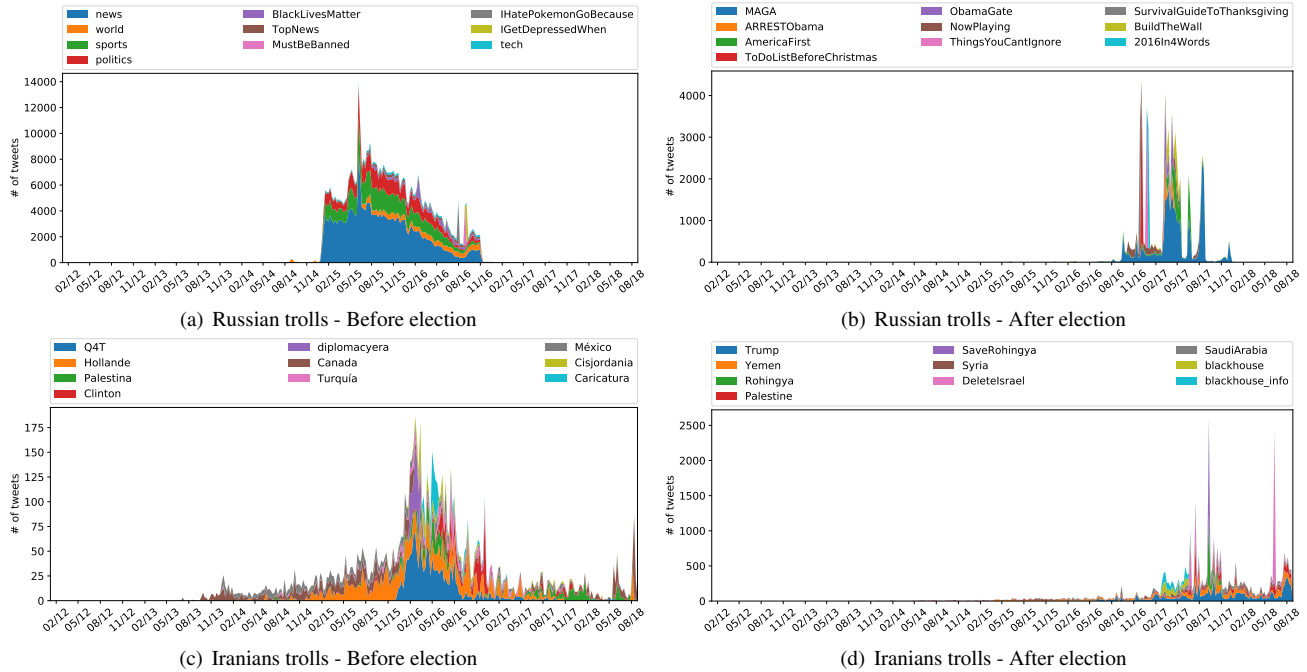 news BlackLivesMatter IHatePokemonGoBecause
world TopNews IGetDepressedWhen
sports MustBeBanned tech
politics
# of tweets
14000
12000
10000
8000
6000
4000
2000
0
02/12 05/12 08/12 11/12 02/13 05/13 08/13 11/13 02/14 05/14 08/14 11/14 02/15 05/15 08/15 11/15 02/16 05/16 08/16 11/16 02/17 05/17 08/17 11/17 02/18 05/18 08/18
(a) Russian trolls - Before election
MAGA ObamaGate SurvivalGuideToThanksgiving
ARRESTObama NowPlaying BuildTheWall
AmericaFirst ThingsYouCantIgnore 2016In4Words
ToDoListBeforeChristmas
# of tweets
4000
3000
2000
1000
0
02/12 05/12 08/12 11/12 02/13 05/13 08/13 11/13 02/14 05/14 08/14 11/14 02/15 05/15 08/15 11/15 02/16 05/16 08/16 11/16 02/17 05/17 08/17 11/17 02/18 05/18 08/18
(b) Russian trolls - After election
Q4T diplomacyera México
Hollande Canada Cisjordania
Palestina Turquía Caricatura
Clinton
# of tweets
175
150
125
100
75
50
25
0
02/12 05/12 08/12 11/12 02/13 05/13 08/13 11/13 02/14 05/14 08/14 11/14 02/15 05/15 08/15 11/15 02/16 05/16 08/16 11/16 02/17 05/17 08/17 11/17 02/18 05/18 08/18
(c) Iranians trolls - Before election
Trump SaveRohingya SaudiArabia
Yemen Syria blackhouse
Rohingya DeleteIsrael blackhouse_info
Palestine
# of tweets
2500
2000
1500
1000
500
0
02/12 05/12 08/12 11/12 02/13 05/13 08/13 11/13 02/14 05/14 08/14 11/14 02/15 05/15 08/15 11/15 02/16 05/16 08/16 11/16 02/17 05/17 08/17 11/17 02/18 05/18 08/18
(d) Iranians trolls - After election